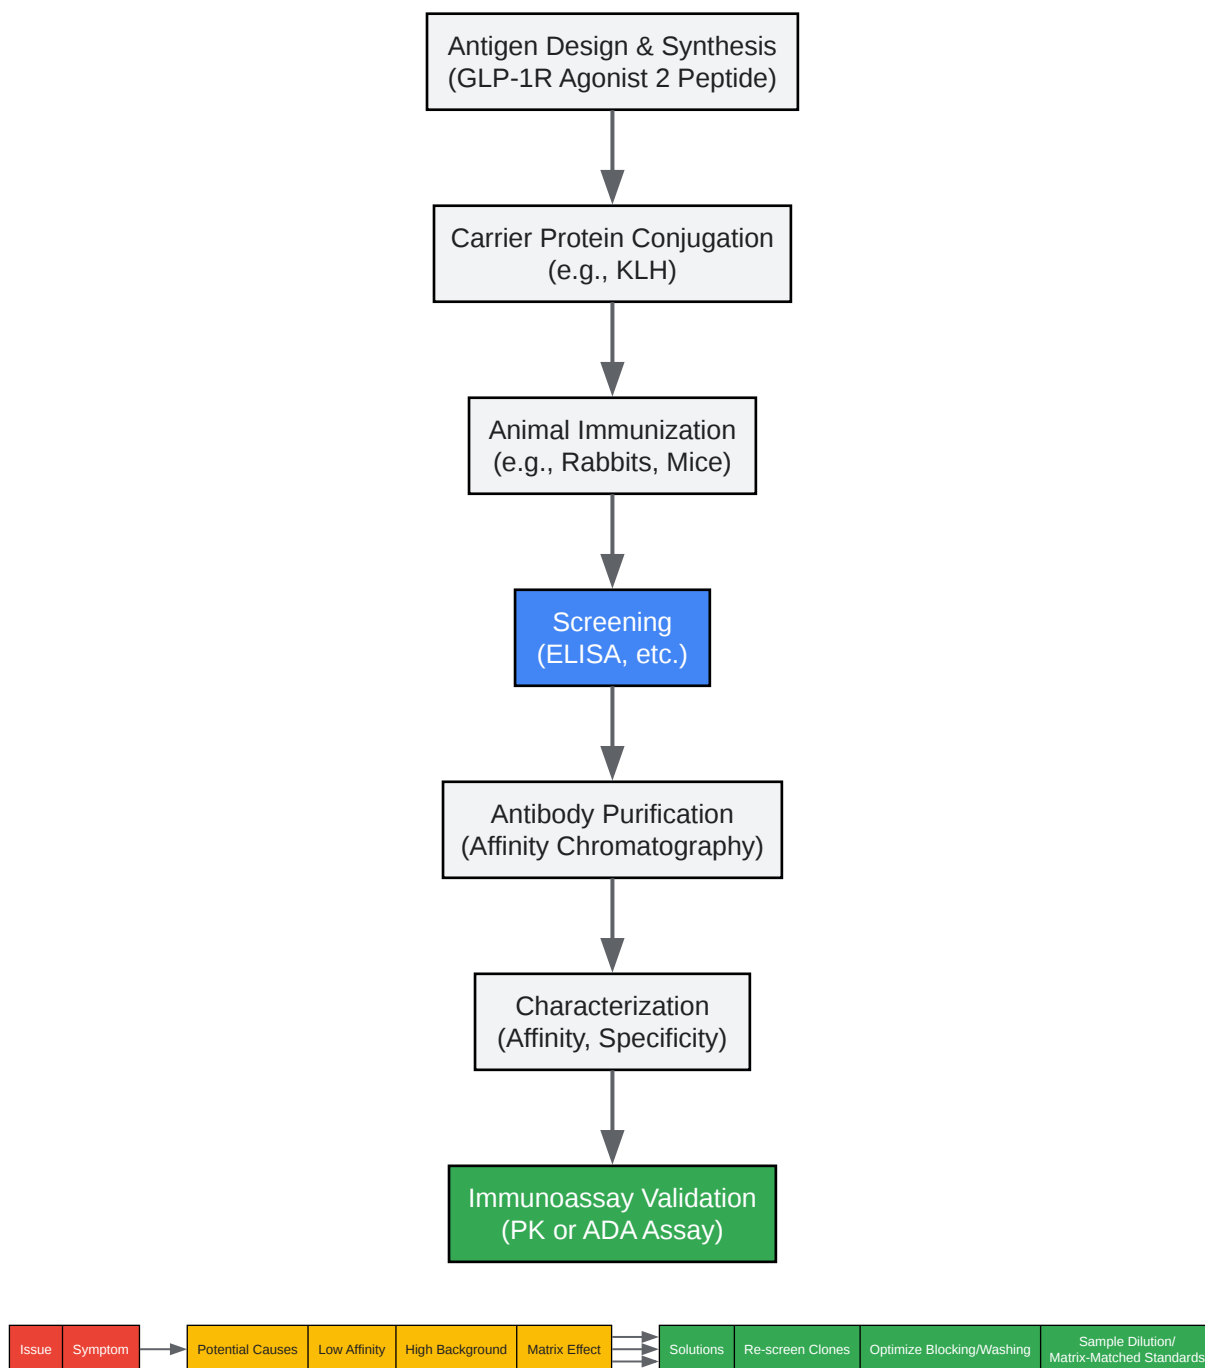 Antigen Design & Synthesis
(GLP-1R Agonist 2 Peptide)
Carrier Protein Conjugation
(e.g., KLH)
Animal Immunization
(e.g., Rabbits, Mice)
Screening
(ELISA, etc.)
Antibody Purification
(Affinity Chromatography)
Characterization
(Affinity, Specificity)
Immunoassay Validation
(PK or ADA Assay)
Issue
Symptom
Potential Causes
Low Affinity
High Background
Matrix Effect
Solutions
Re-screen Clones
Optimize Blocking/Washing
Sample Dilution/
Matrix-Matched Standards